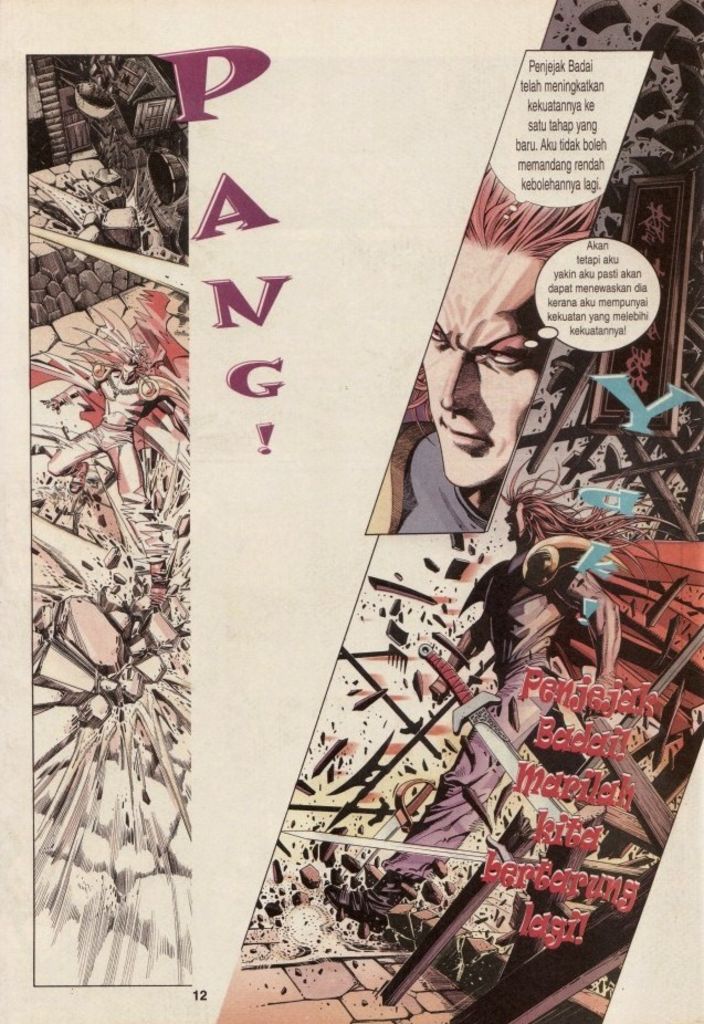 PANG!
Penjejak Badai
telah meningkatkan
kekuatannya ke
satu tahap yang
baru. Aku tidak boleh
memandang rendah
kebolehannya lagi.
Akan
tetapi aku
yakin aku pasti akan
dapat menewaskan dia
kerana aku mempunyai
kekuatan yang melebihi
kekuatannya!
YAK!
Penjejak
Badai!
Marilah
kita
bertarung
lagi!
12